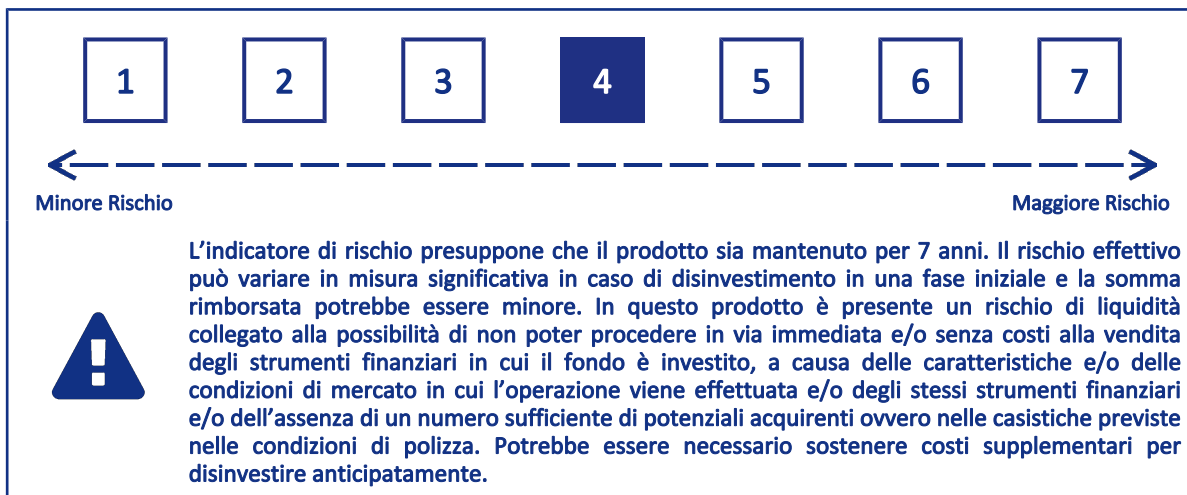 1 2 3 4 5 6 7
Minore Rischio Maggiore Rischio
L’indicatore di rischio presuppone che il prodotto sia mantenuto per 7 anni. Il rischio effettivo
può variare in misura significativa in caso di disinvestimento in una fase iniziale e la somma
rimborsata potrebbe essere minore. In questo prodotto è presente un rischio di liquidità
collegato alla possibilità di non poter procedere in via immediata e/o senza costi alla vendita
degli strumenti finanziari in cui il fondo è investito, a causa delle caratteristiche e/o delle
condizioni di mercato in cui l’operazione viene effettuata e/o degli stessi strumenti finanziari
e/o dell’assenza di un numero sufficiente di potenziali acquirenti ovvero nelle casistiche previste
nelle condizioni di polizza. Potrebbe essere necessario sostenere costi supplementari per
disinvestire anticipatamente.